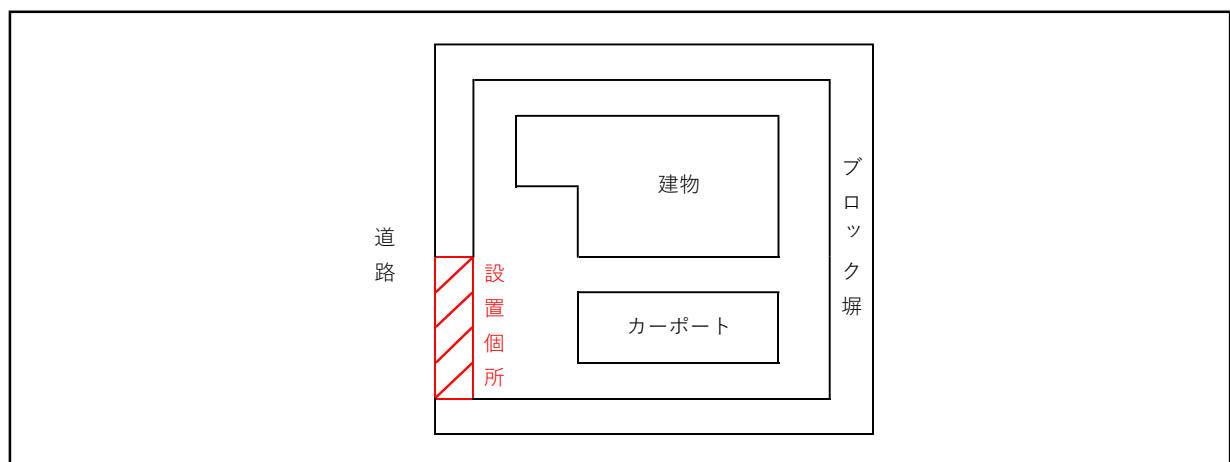 道路
設置個所
建物
カーポート
ブロック塀